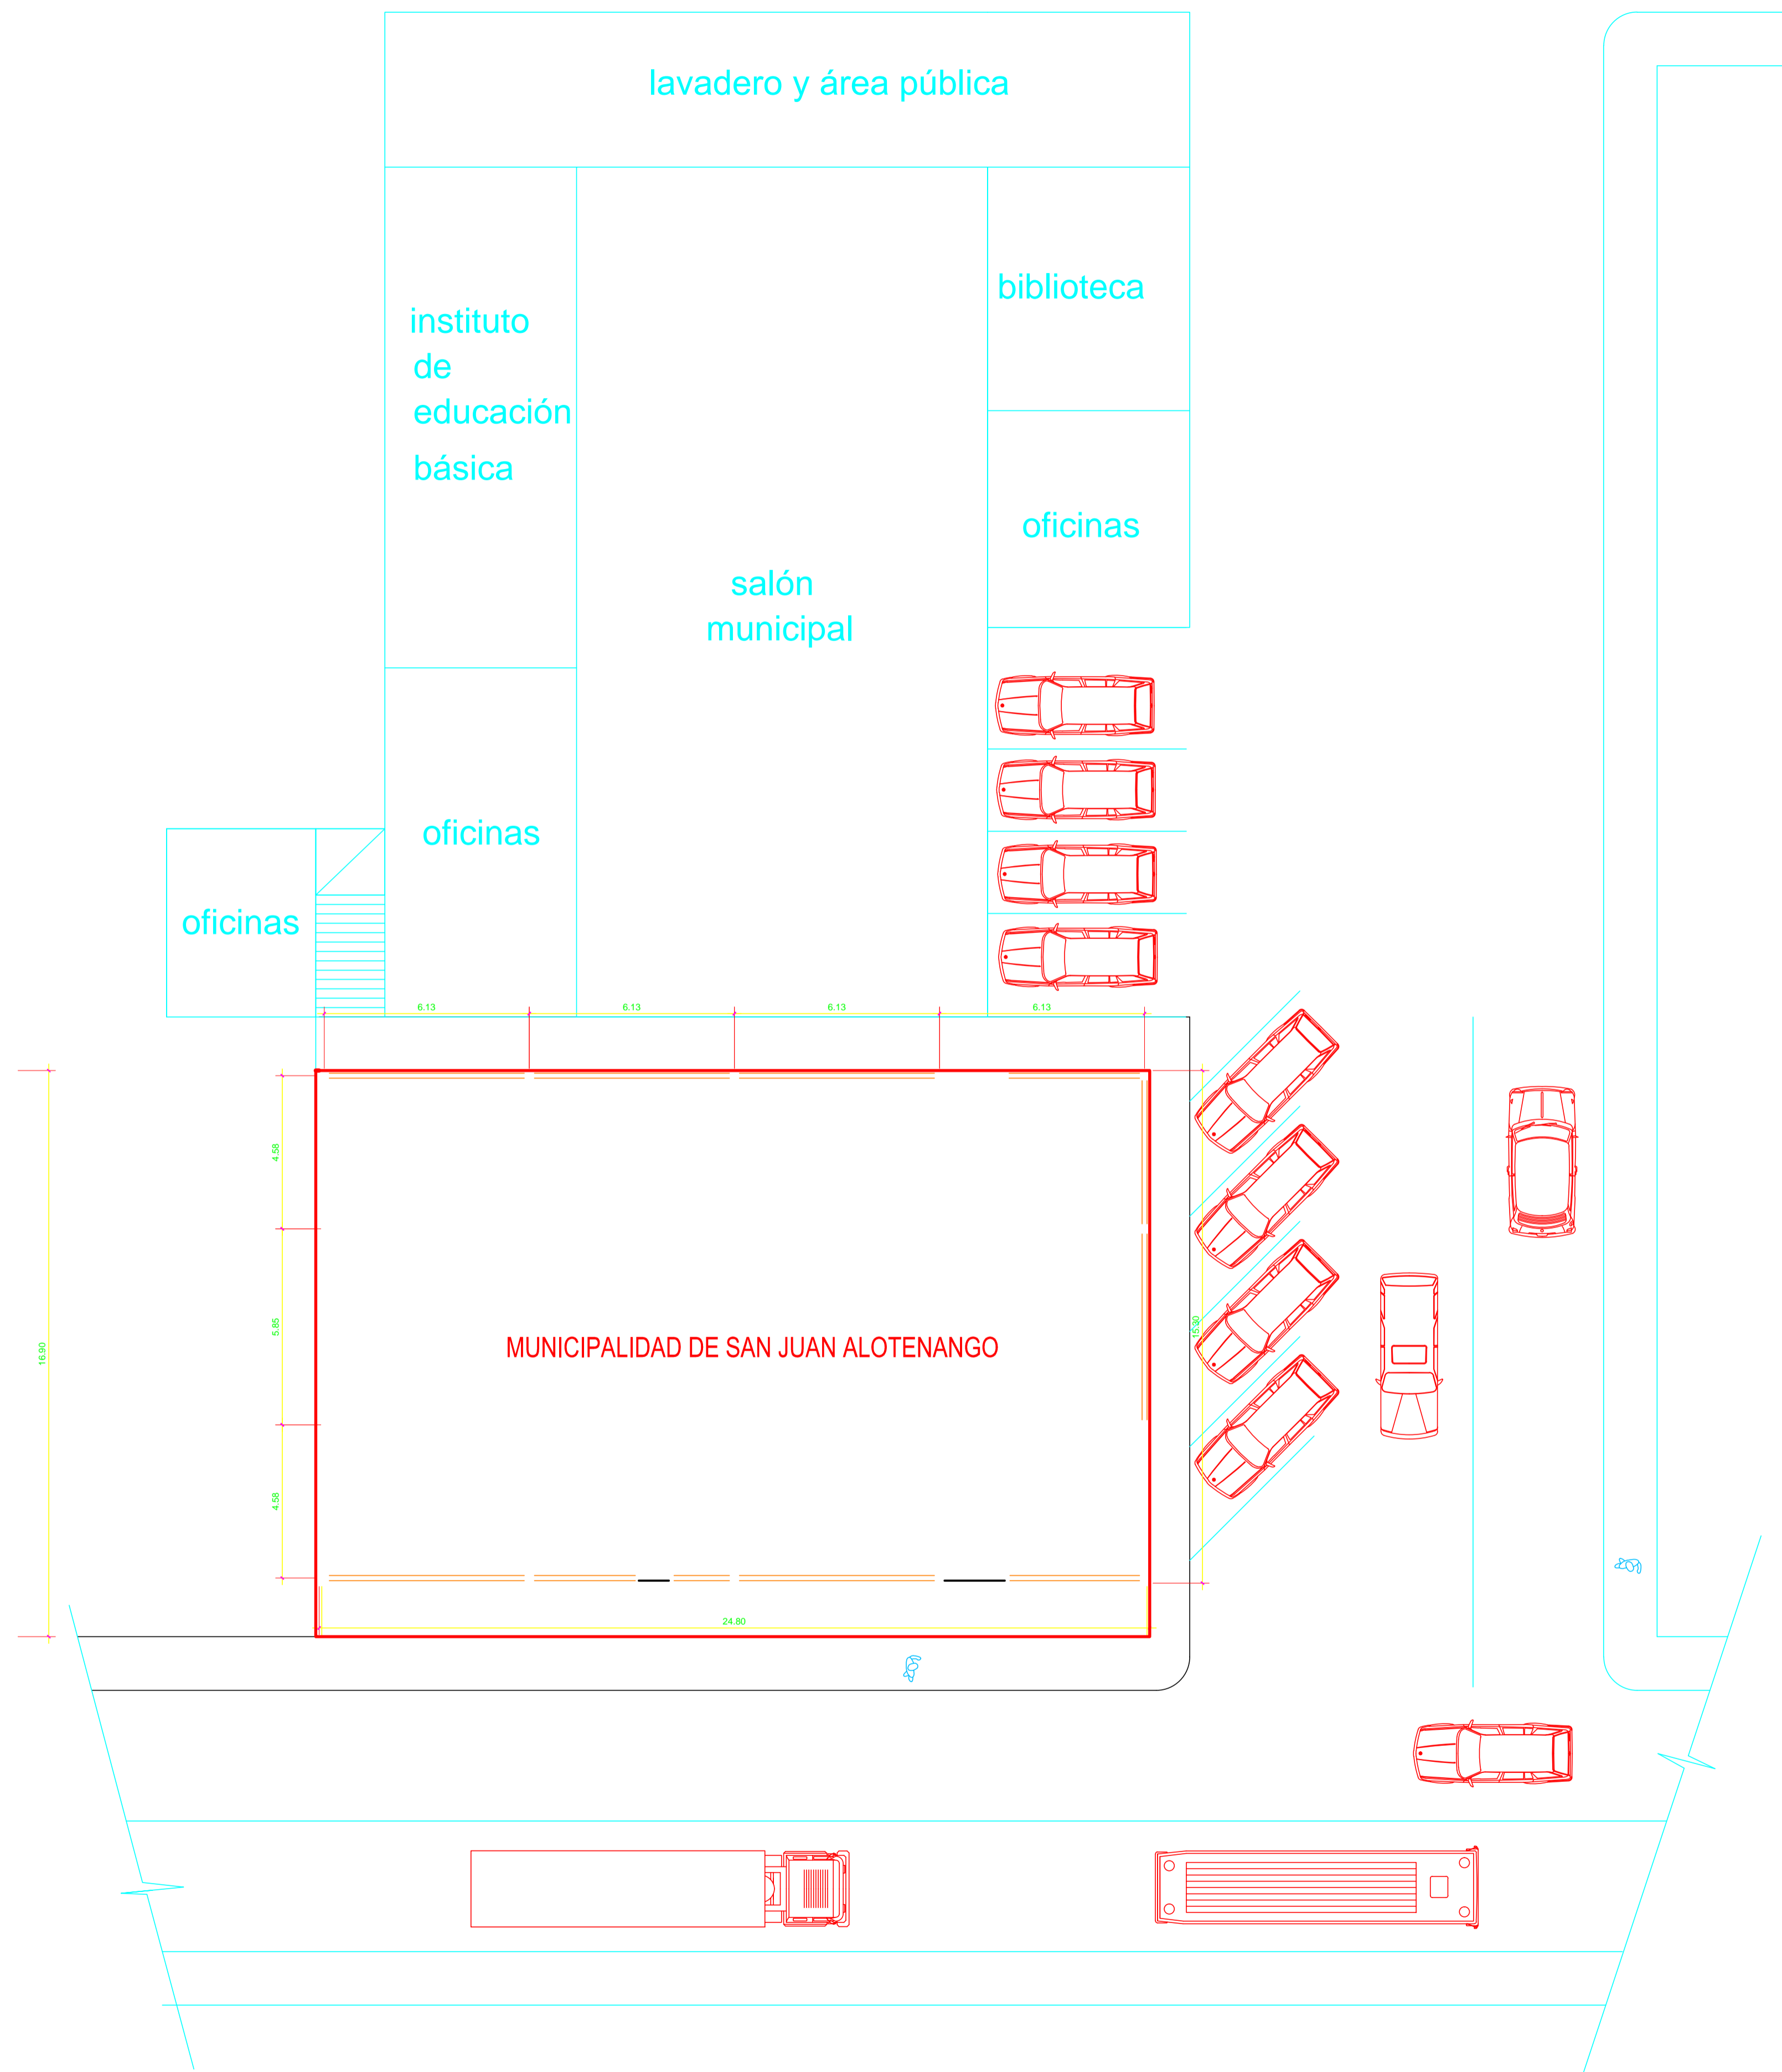 lavadero y área pública
biblioteca
instituto
de
educación
básica
oficinas
salón
municipal
oficinas
oficinas
6.13
6.13
6.13
6.13
4.58
5.85
4.58
16.90
15.30
MUNICIPALIDAD DE SAN JUAN ALOTENANGO
24.80